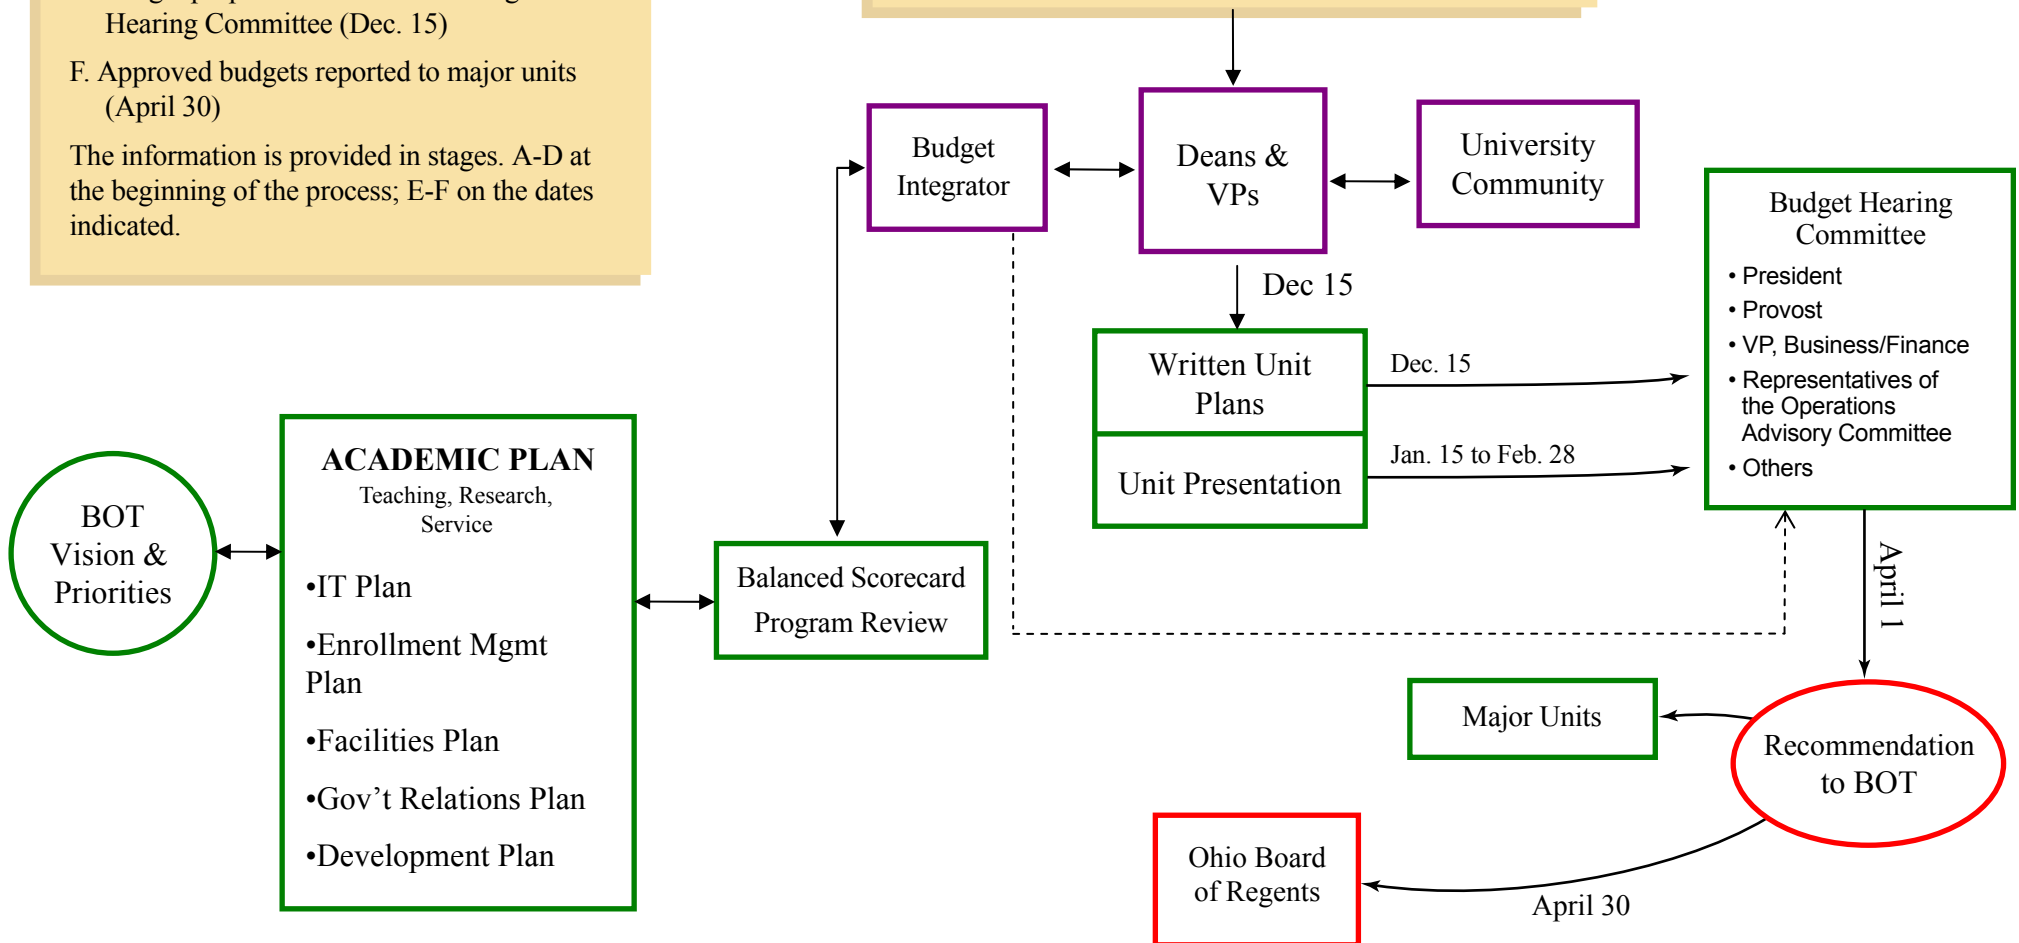 Hearing Committee (Dec. 15)
F. Approved budgets reported to major units
(April 30)
The information is provided in stages. A-D at
the beginning of the process; E-F on the dates
indicated.
Budget
Integrator
Deans &
VPs
University
Community
Dec 15
Written Unit
Plans
Dec. 15
Unit Presentation
Jan. 15 to Feb. 28
Budget Hearing
Committee
• President
• Provost
• VP, Business/Finance
• Representatives of
the Operations
Advisory Committee
• Others
April 1
BOT
Vision &
Priorities
ACADEMIC PLAN
Teaching, Research,
Service
•IT Plan
•Enrollment Mgmt
Plan
•Facilities Plan
•Gov't Relations Plan
•Development Plan
Balanced Scorecard
Program Review
Major Units
Recommendation
to BOT
Ohio Board
of Regents
April 30